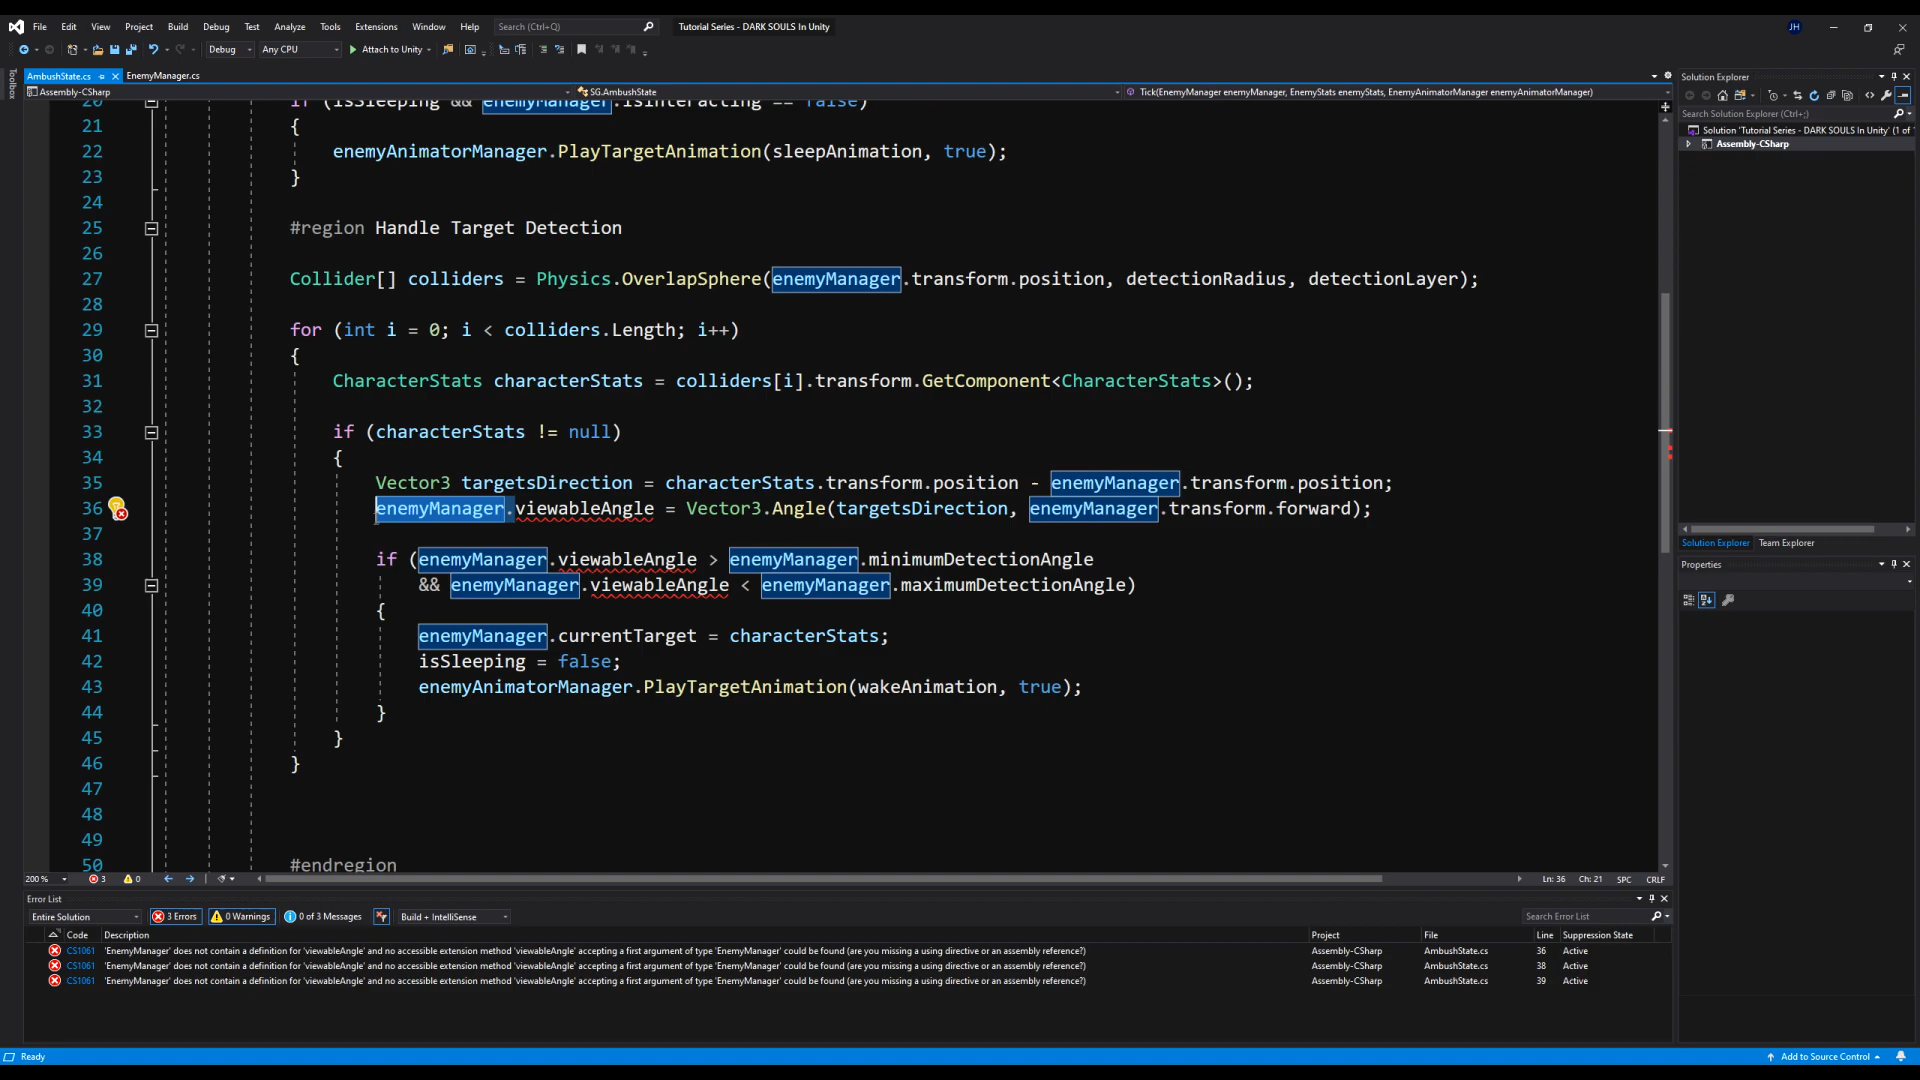 File Edit View Project Build Debug Test Analyze Tools Extensions Window Help Search (Ctrl+Q) Tutorial Series - DARK SOULS In Unity JH
Debug Any CPU Attach to Unity
Toolbox
AmbushState.cs EnemyManager.cs
Assembly-CSharp SG.AmbushState Tick(EnemyManager enemyManager, EnemyStats enemyStats, EnemyAnimatorManager enemyAnimatorManager)
20 if (isSleeping && enemyManager.isInteracting == false)
21 {
22 enemyAnimatorManager.PlayTargetAnimation(sleepAnimation, true);
23 }
24
25 #region Handle Target Detection
26
27 Collider[] colliders = Physics.OverlapSphere(enemyManager.transform.position, detectionRadius, detectionLayer);
28
29 for (int i = 0; i < colliders.Length; i++)
30 {
31 CharacterStats characterStats = colliders[i].transform.GetComponent<CharacterStats>();
32
33 if (characterStats != null)
34 {
35 Vector3 targetsDirection = characterStats.transform.position - enemyManager.transform.position;
36 enemyManager.viewableAngle = Vector3.Angle(targetsDirection, enemyManager.transform.forward);
37
38 if (enemyManager.viewableAngle > enemyManager.minimumDetectionAngle
39 && enemyManager.viewableAngle < enemyManager.maximumDetectionAngle)
40 {
41 enemyManager.currentTarget = characterStats;
42 isSleeping = false;
43 enemyAnimatorManager.PlayTargetAnimation(wakeAnimation, true);
44 }
45 }
46 }
47
48
49
50 #endregion
200 % 3 0 Ln: 36 Ch: 21 SPC CRLF
Solution Explorer
Search Solution Explorer (Ctrl+;)
Solution 'Tutorial Series - DARK SOULS In Unity' (1 of
Assembly-CSharp
Solution Explorer Team Explorer
Properties
Error List
Entire Solution 3 Errors 0 Warnings 0 of 3 Messages Build + IntelliSense Search Error List
Code Description Project File Line Suppression State
CS1061 'EnemyManager' does not contain a definition for 'viewableAngle' and no accessible extension method 'viewableAngle' accepting a first argument of type 'EnemyManager' could be found (are you missing a using directive or an assembly reference?) Assembly-CSharp AmbushState.cs 36 Active
CS1061 'EnemyManager' does not contain a definition for 'viewableAngle' and no accessible extension method 'viewableAngle' accepting a first argument of type 'EnemyManager' could be found (are you missing a using directive or an assembly reference?) Assembly-CSharp AmbushState.cs 38 Active
CS1061 'EnemyManager' does not contain a definition for 'viewableAngle' and no accessible extension method 'viewableAngle' accepting a first argument of type 'EnemyManager' could be found (are you missing a using directive or an assembly reference?) Assembly-CSharp AmbushState.cs 39 Active
Ready Add to Source Control